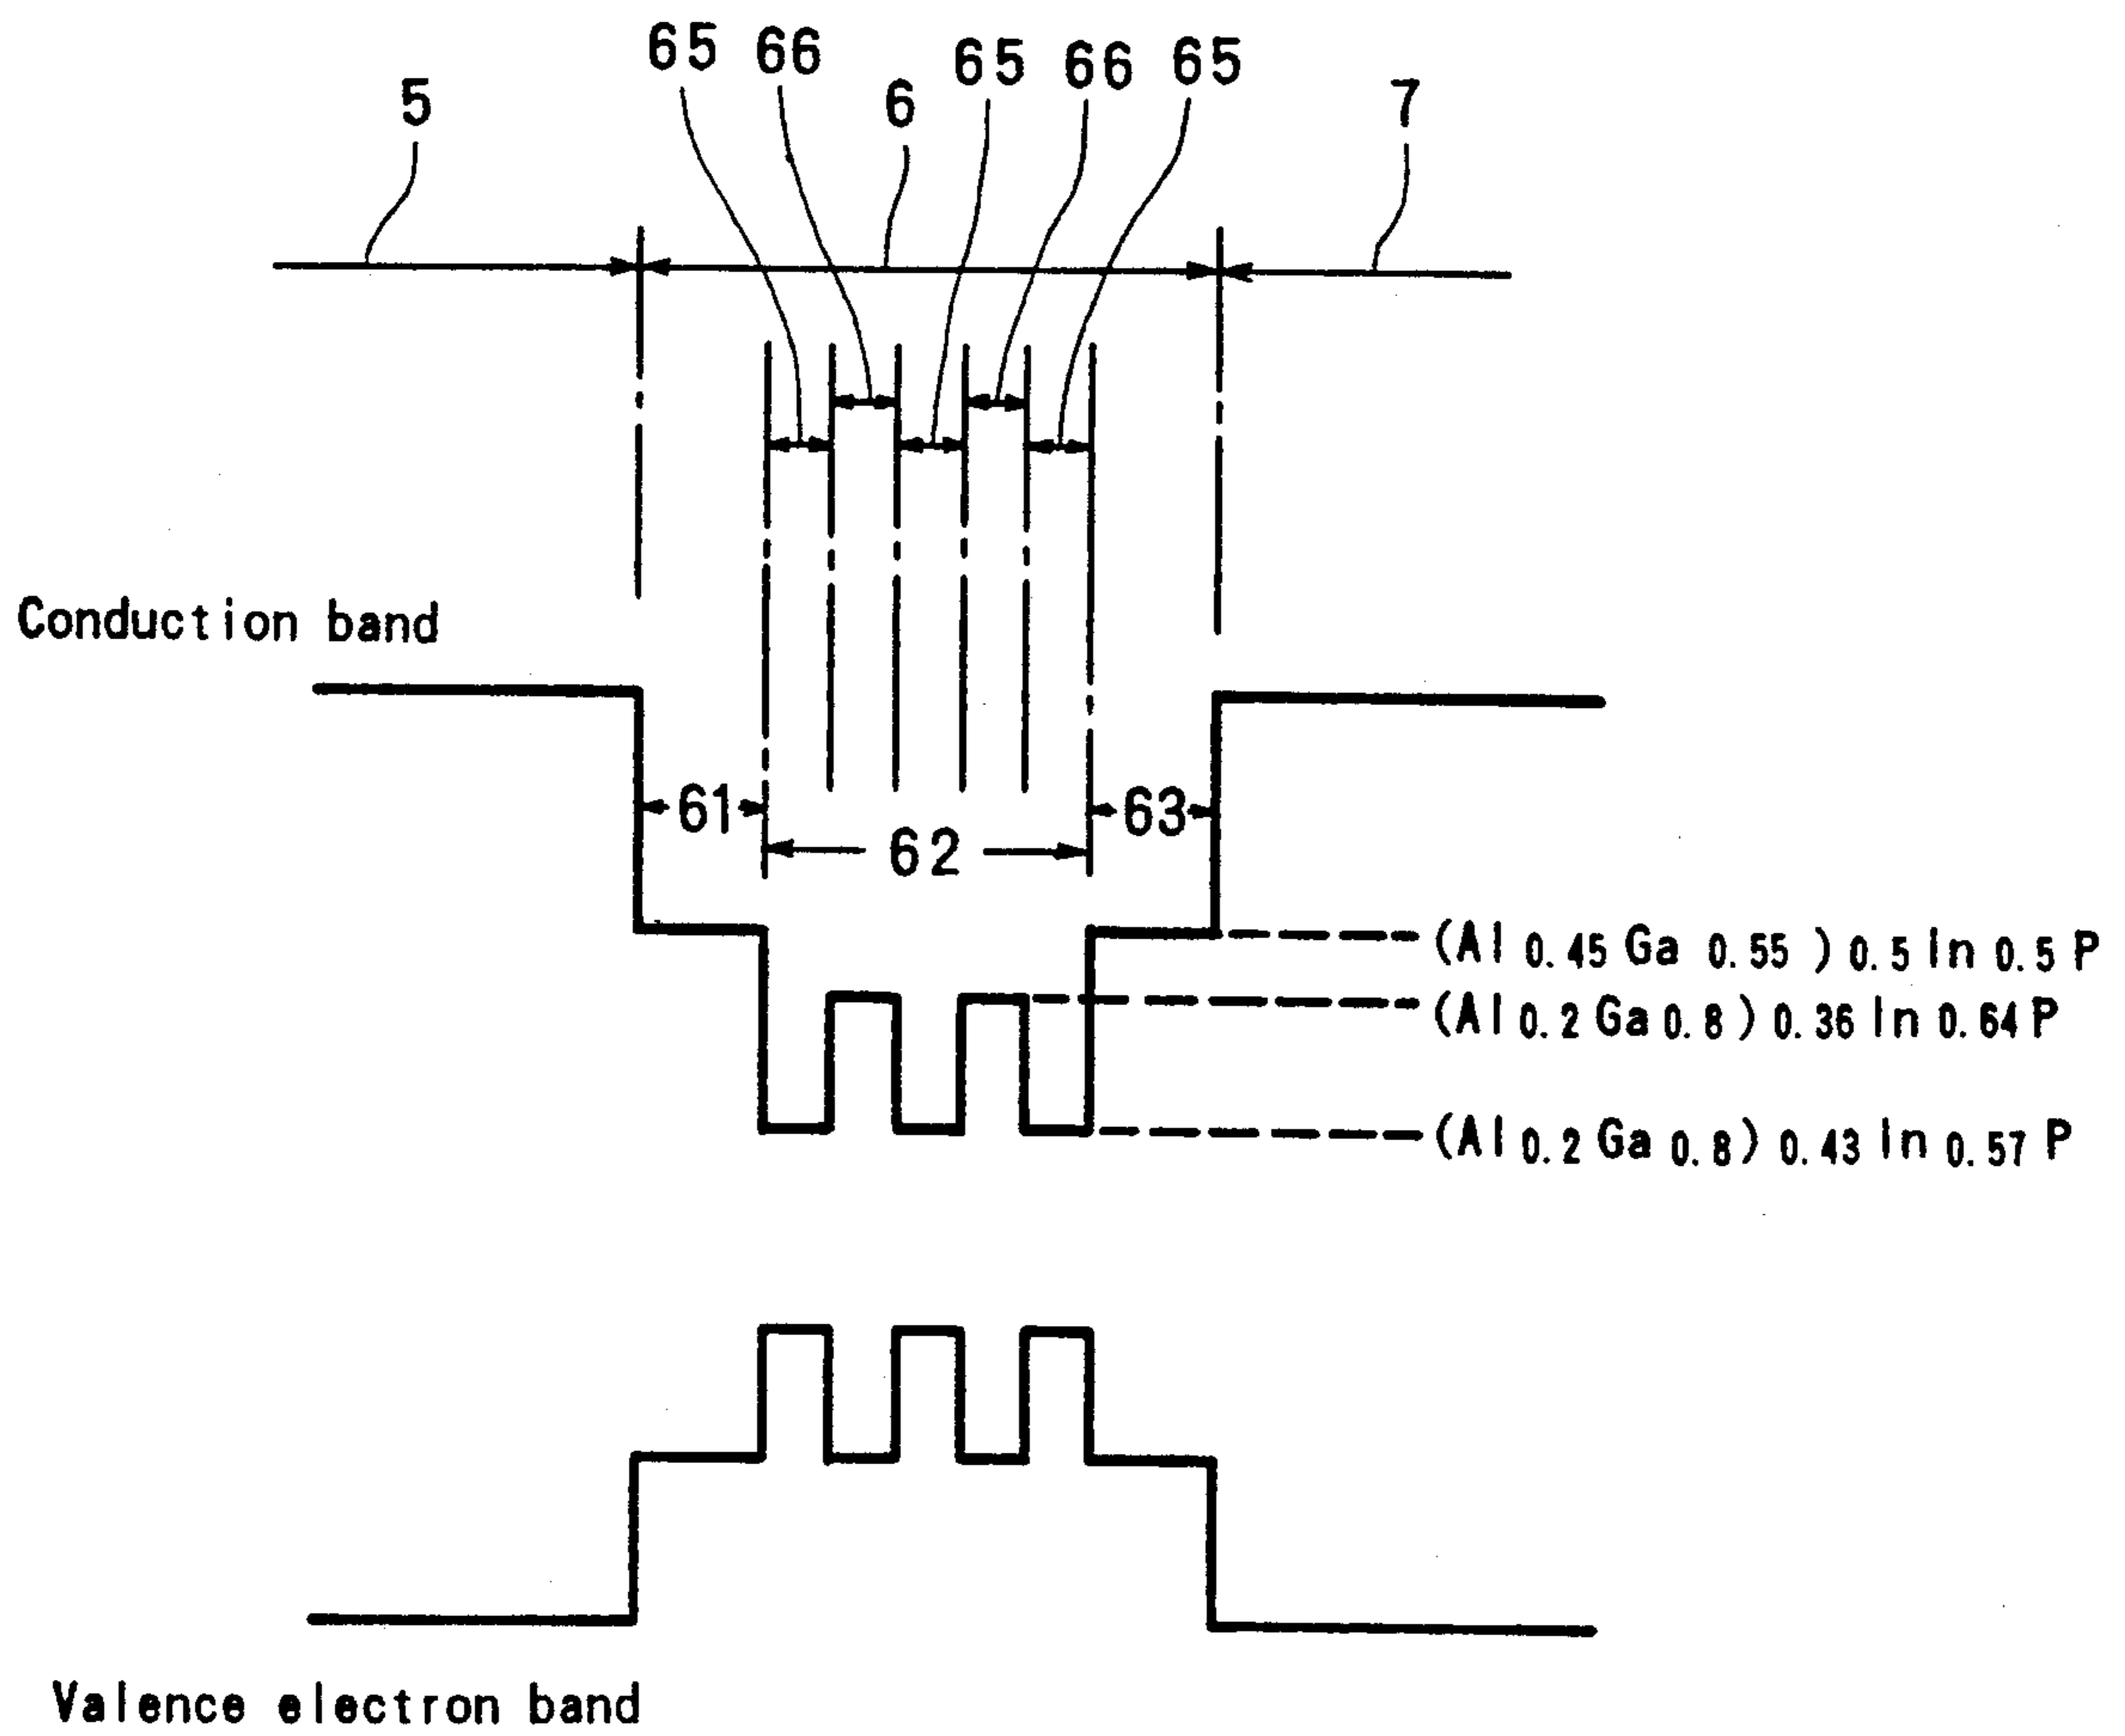 65 66 65 66 65
5 6 7
Conduction band
61 63
62
(Al 0.45 Ga 0.55 ) 0.5 In 0.5 P
(Al 0.2 Ga 0.8 ) 0.36 In 0.64 P
(Al 0.2 Ga 0.8 ) 0.43 In 0.57 P
Valence electron band